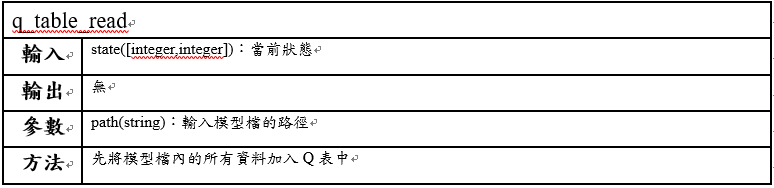 q_table_read
輸入 state([integer,integer])：當前狀態
輸出 無
參數 path(string)：輸入模型檔的路徑
方法 先將模型檔內的所有資料加入 Q 表中